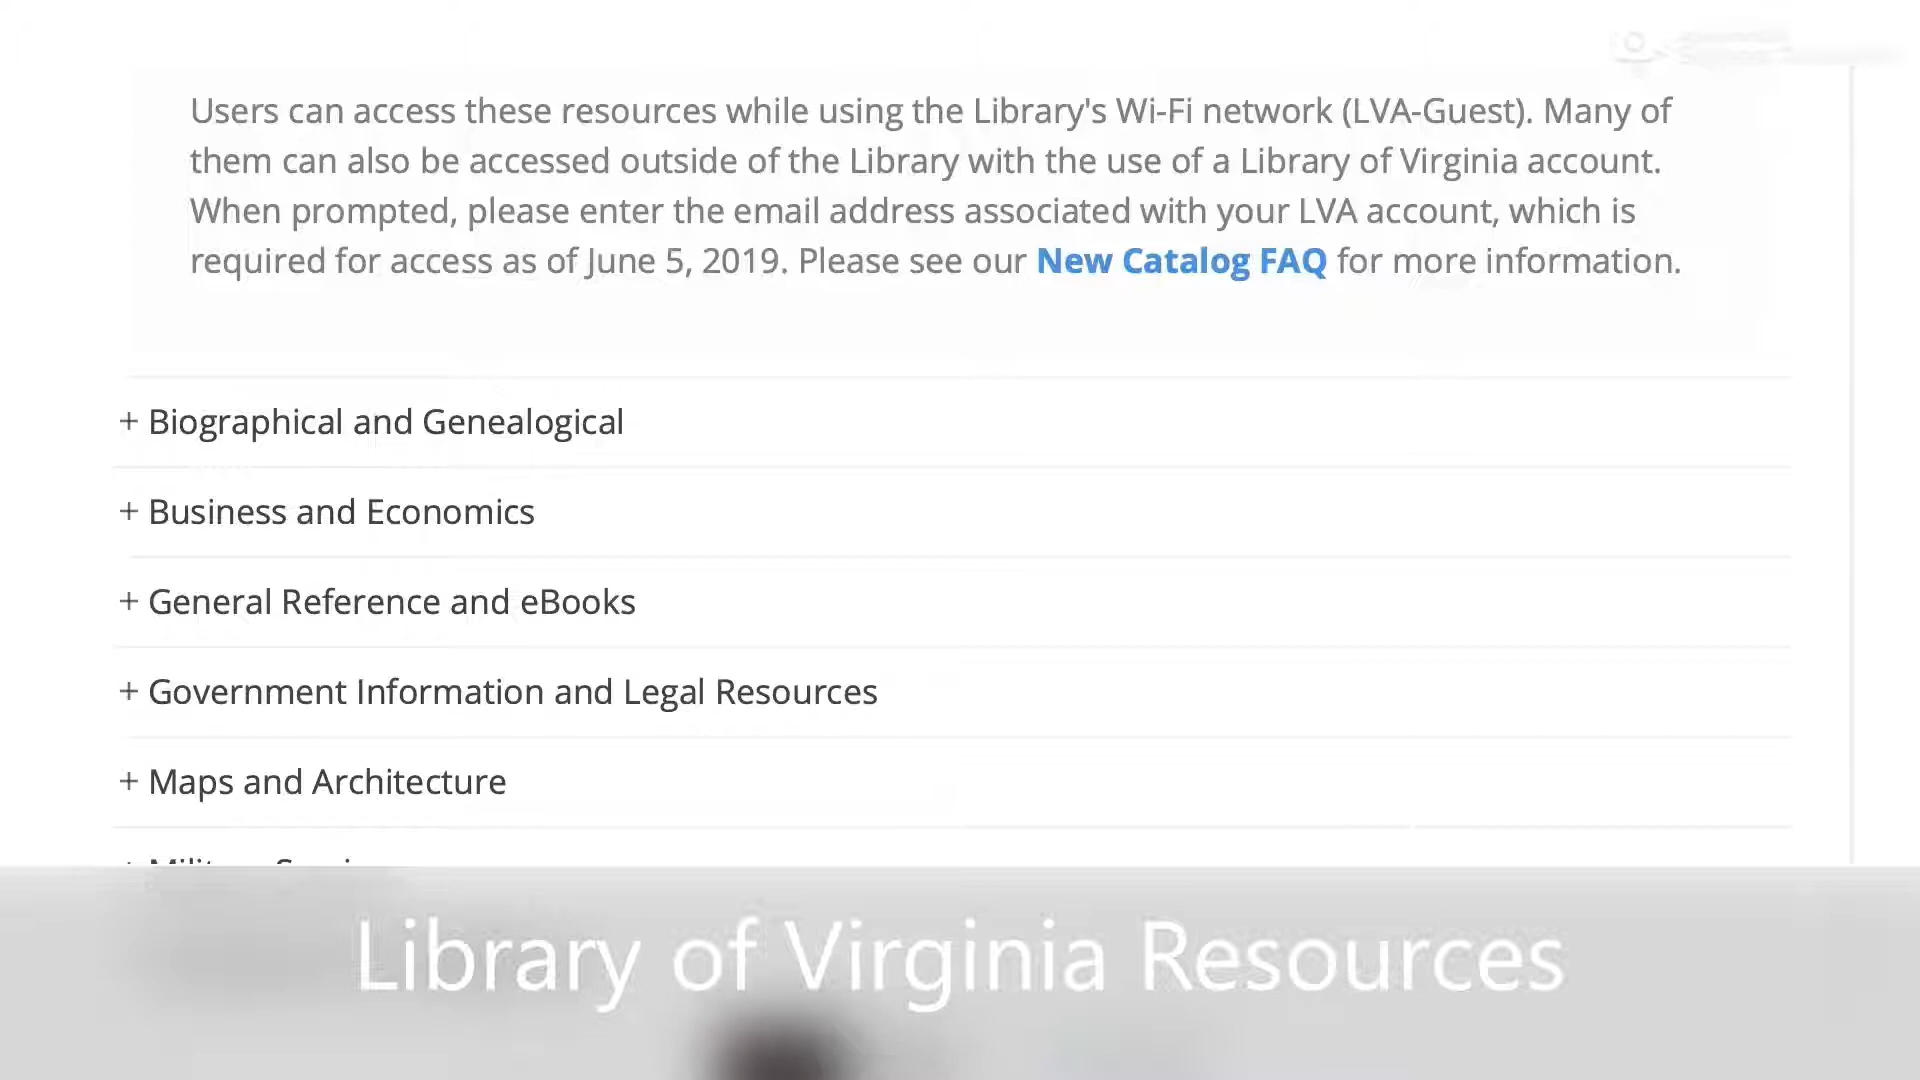 Users can access these resources while using the Library's Wi-Fi network (LVA-Guest). Many of
them can also be accessed outside of the Library with the use of a Library of Virginia account.
When prompted, please enter the email address associated with your LVA account, which is
required for access as of June 5, 2019. Please see our New Catalog FAQ for more information.
+ Biographical and Genealogical
+ Business and Economics
+ General Reference and eBooks
+ Government Information and Legal Resources
+ Maps and Architecture
Library of Virginia Resources